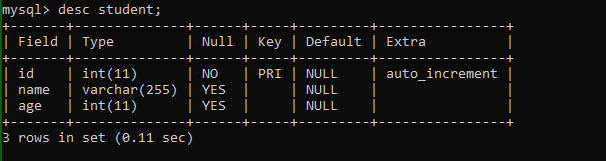 mysql> desc student;
+-------+--------------+------+-----+---------+----------------+
| Field | Type         | Null | Key | Default | Extra          |
+-------+--------------+------+-----+---------+----------------+
| id    | int(11)      | NO   | PRI | NULL    | auto_increment |
| name  | varchar(255) | YES  |     | NULL    |                |
| age   | int(11)      | YES  |     | NULL    |                |
+-------+--------------+------+-----+---------+----------------+
3 rows in set (0.11 sec)